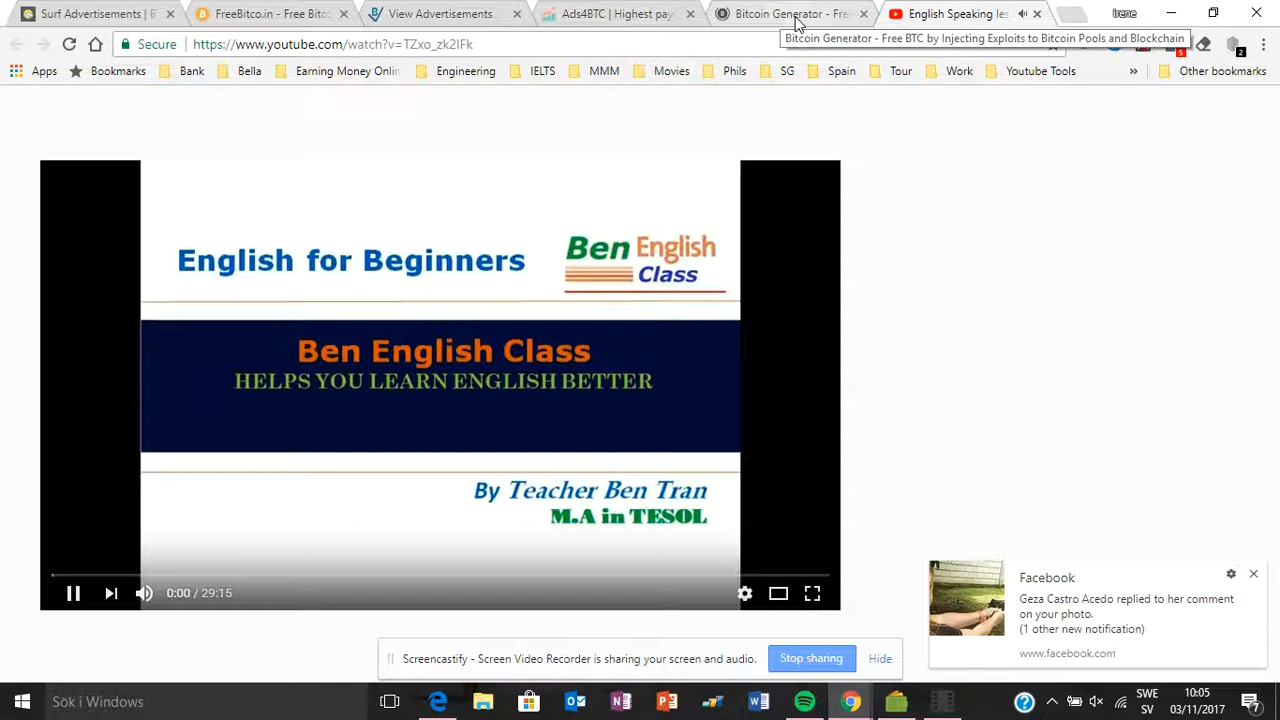 Surf Advertisements | B
FreeBitco.in - Free Bitc
View Advertisements
Ads4BTC | Highest pay
Bitcoin Generator - Fre
English Speaking les
irene
Secure
https://www.youtube.com/watch?v=TZxo_zk2IFk
Bitcoin Generator - Free BTC by Injecting Exploits to Bitcoin Pools and Blockchain
5
2
Apps
Bookmarks
Bank
Bella
Earning Money Onlin
Engineering
IELTS
MMM
Movies
Phils
SG
Spain
Tour
Work
Youtube Tools
»
Other bookmarks
English for Beginners
Ben English
Class
Ben English Class
HELPS YOU LEARN ENGLISH BETTER
By Teacher Ben Tran
M.A in TESOL
0:00 / 29:15
Facebook
Geza Castro Acedo replied to her comment
on your photo.
(1 other new notification)
www.facebook.com
Screencastify - Screen Video Recorder is sharing your screen and audio.
Stop sharing
Hide
Sök i Windows
SWE
SV
10:05
03/11/2017
7